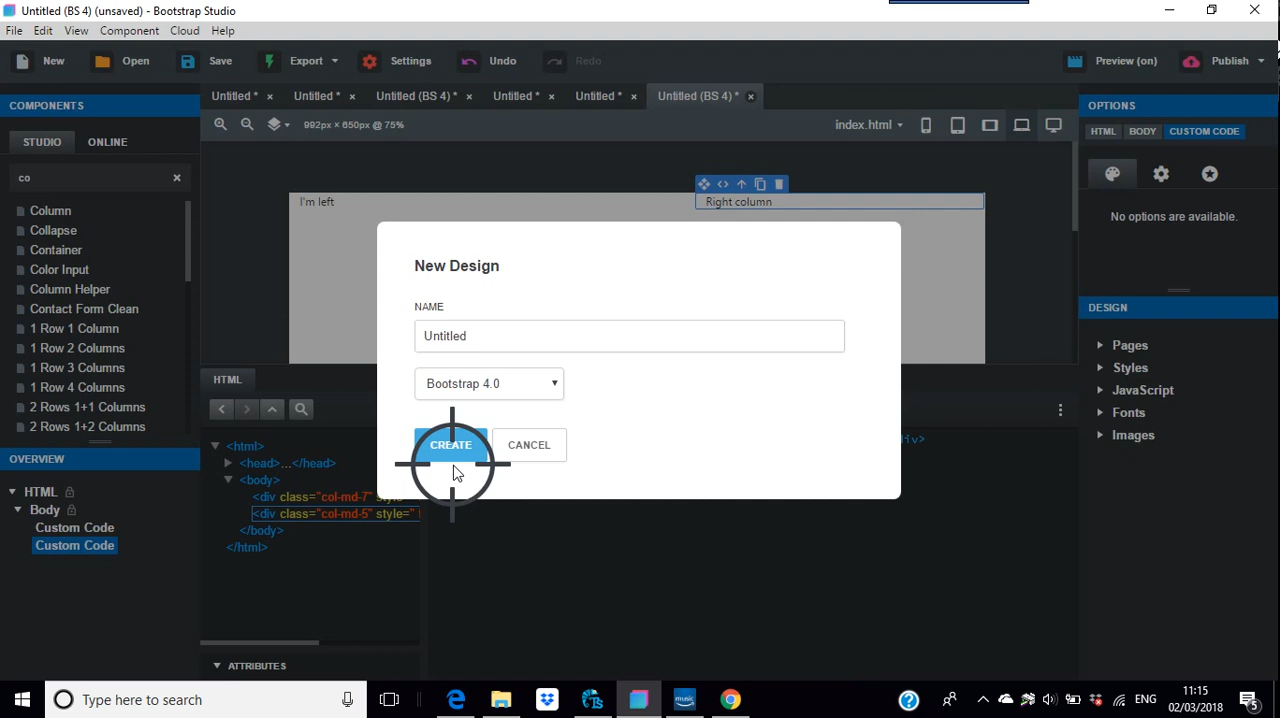 Untitled (BS 4) (unsaved) - Bootstrap Studio
File Edit View Component Cloud Help
New Open Save Export Settings Undo Redo Preview (on) Publish
COMPONENTS
Untitled * × Untitled * × Untitled (BS 4) * × Untitled * × Untitled * × Untitled (BS 4) * ×
OPTIONS
STUDIO ONLINE
992px × 650px @ 75% index.html
HTML BODY CUSTOM CODE
co
I'm left
Right column
No options are available.
Column
Collapse
Container
Color Input
Column Helper
Contact Form Clean
1 Row 1 Column
1 Row 2 Columns
1 Row 3 Columns
1 Row 4 Columns
2 Rows 1+1 Columns
2 Rows 1+2 Columns
New Design
NAME
Untitled
Bootstrap 4.0
CREATE CANCEL
DESIGN
Pages
Styles
JavaScript
Fonts
Images
HTML
OVERVIEW
HTML
Body
Custom Code
Custom Code
<html>
<head>...</head>
<body>
<div class="col-md-7" style=
<div class="col-md-5" style="
</body>
</html>
div>
ATTRIBUTES
Type here to search
ENG
11:15
02/03/2018
5